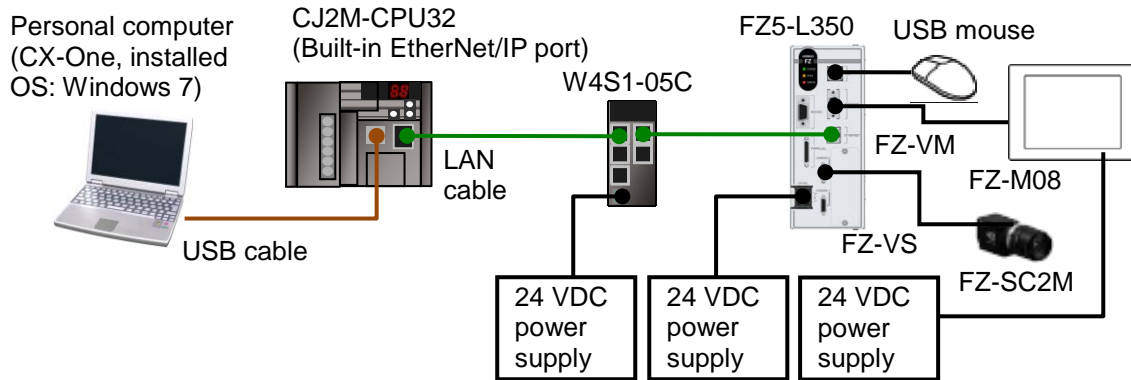 Personal computer
(CX-One, installed
OS: Windows 7)
CJ2M-CPU32
(Built-in EtherNet/IP port)
W4S1-05C
FZ5-L350
USB mouse
FZ
88
LAN
cable
USB cable
FZ-VM
FZ-M08
FZ-VS
FZ-SC2M
24 VDC
power
supply
24 VDC
power
supply
24 VDC
power
supply